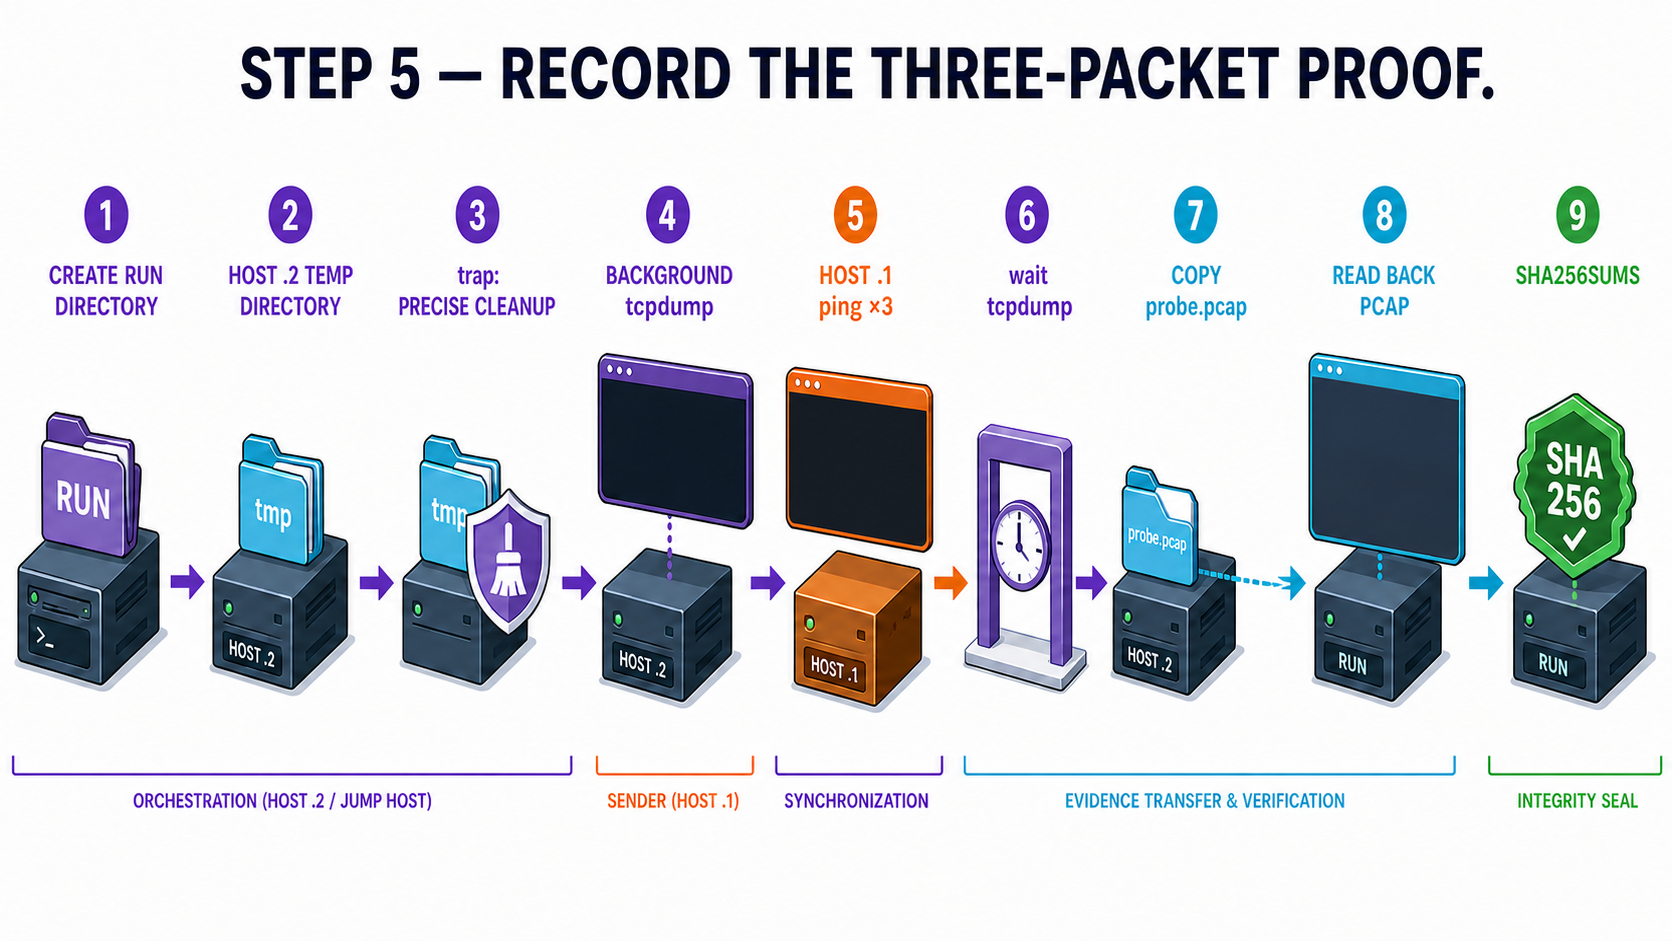 STEP 5 — RECORD THE THREE-PACKET PROOF.
1
CREATE RUN
DIRECTORY
2
HOST .2 TEMP
DIRECTORY
3
trap:
PRECISE CLEANUP
4
BACKGROUND
tcpdump
5
HOST .1
ping ×3
6
wait
tcpdump
7
COPY
probe.pcap
8
READ BACK
PCAP
9
SHA256SUMS
RUN
>_
tmp
HOST .2
tmp
HOST .2
HOST .1
probe.pcap
HOST .2
RUN
SHA
256
RUN
ORCHESTRATION (HOST .2 / JUMP HOST)
SENDER (HOST .1)
SYNCHRONIZATION
EVIDENCE TRANSFER & VERIFICATION
INTEGRITY SEAL